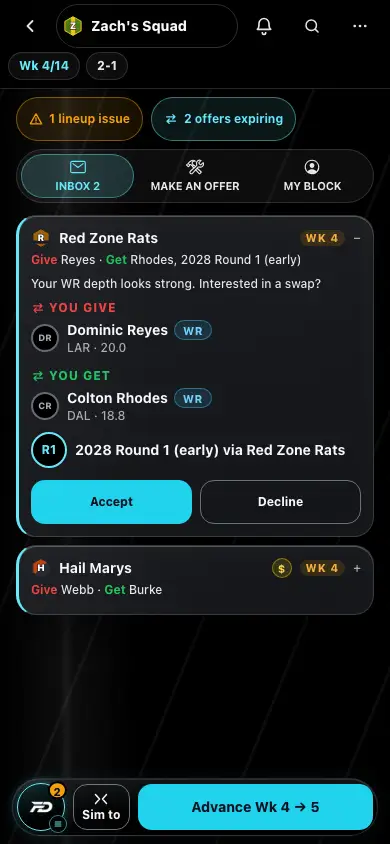 Zach's Squad
Wk 4/14
2-1
1 lineup issue
2 offers expiring
INBOX 2
MAKE AN OFFER
MY BLOCK
R
Red Zone Rats
WK 4
Give Reyes · Get Rhodes, 2028 Round 1 (early)
Your WR depth looks strong. Interested in a swap?
YOU GIVE
DR
Dominic Reyes
WR
LAR · 20.0
YOU GET
CR
Colton Rhodes
WR
DAL · 18.8
R1
2028 Round 1 (early) via Red Zone Rats
Accept
Decline
H
Hail Marys
$
WK 4
+
Give Webb · Get Burke
FD
2
Sim to
Advance Wk 4 → 5